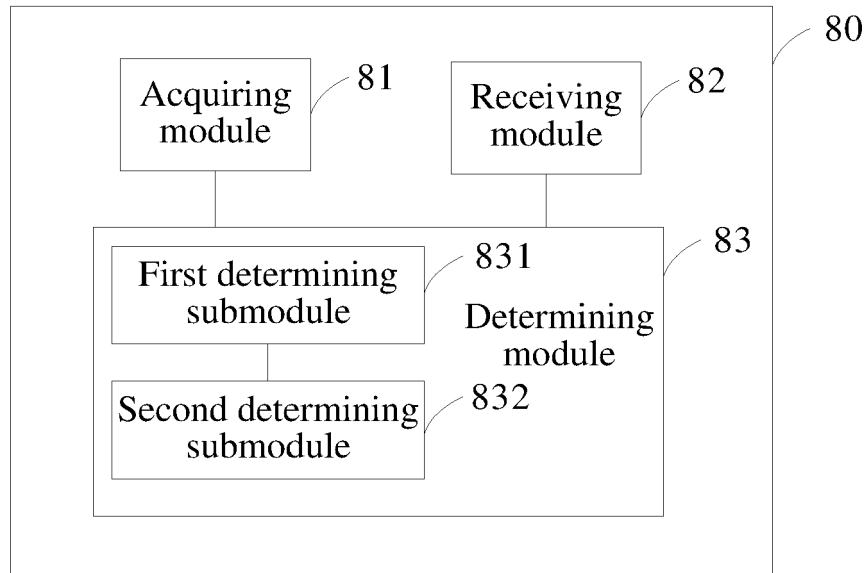 80
Acquiring
module
81
Receiving
module
82
83
First determining
submodule
831
Determining
module
Second determining
submodule
832